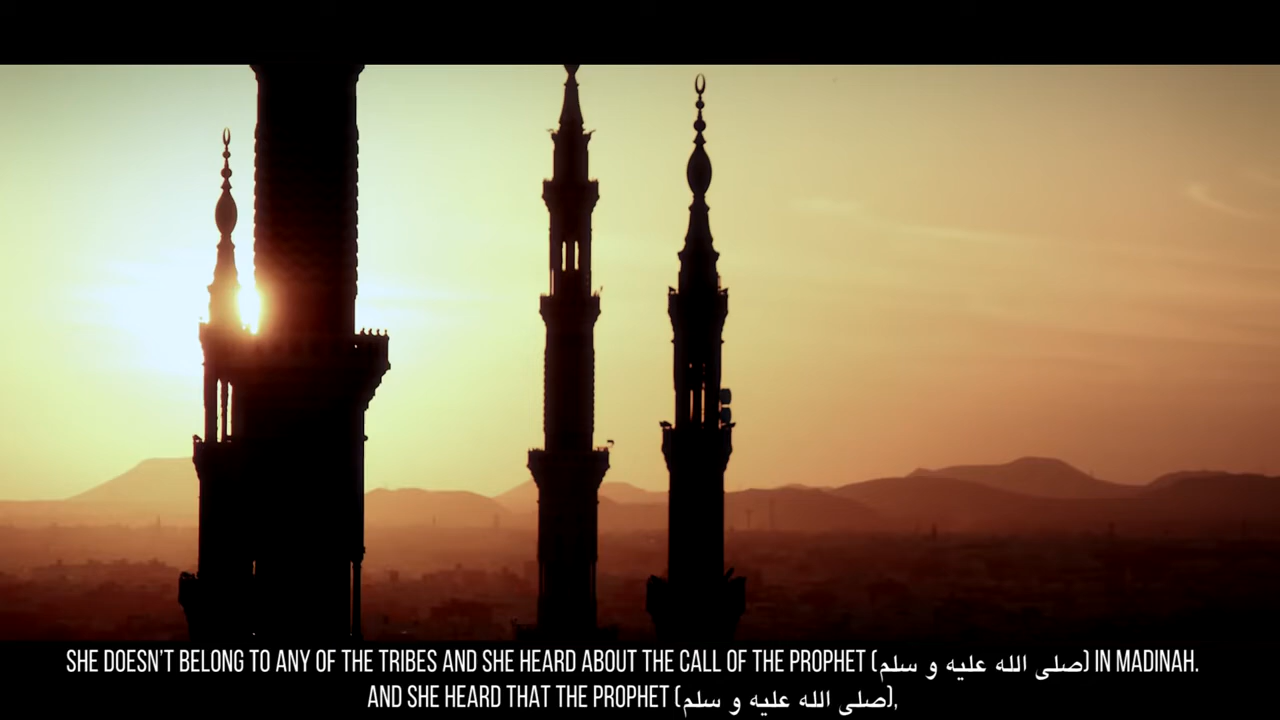 SHE DOESN'T BELONG TO ANY OF THE TRIBES AND SHE HEARD ABOUT THE CALL OF THE PROPHET (صلى الله عليه و سلم) IN MADINAH.
AND SHE HEARD THAT THE PROPHET (صلى الله عليه و سلم),